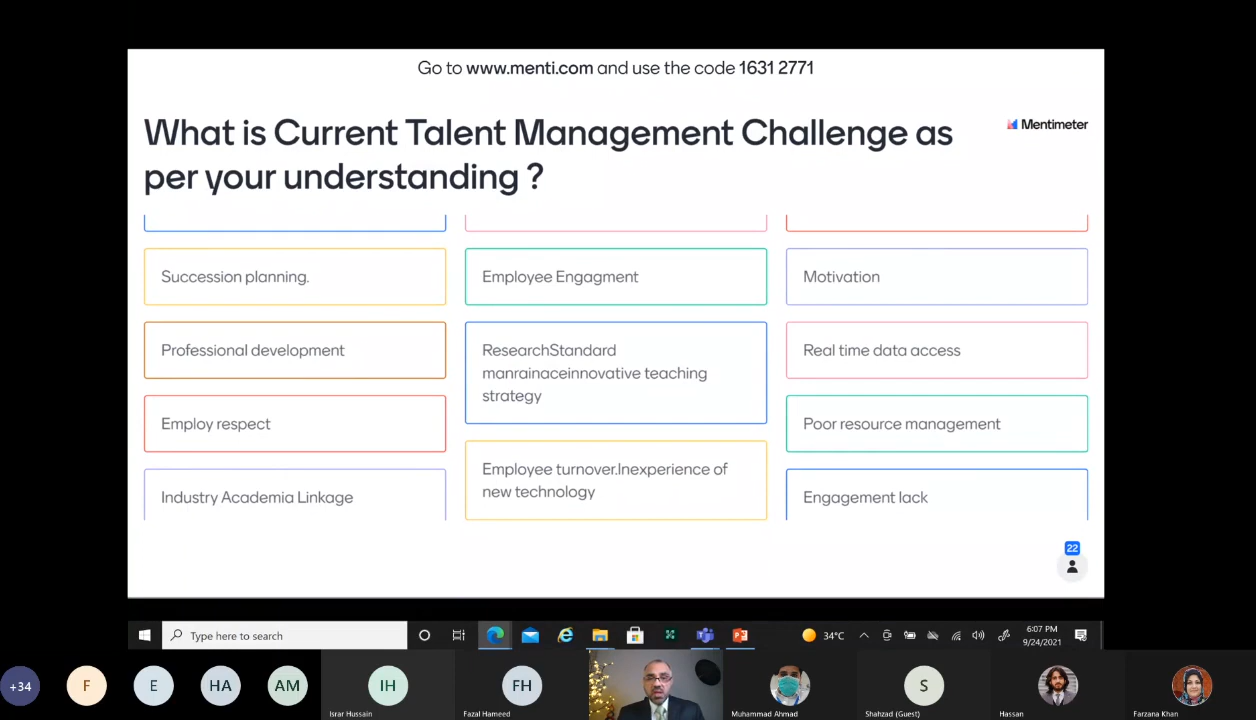 Go to www.menti.com and use the code 1631 2771
What is Current Talent Management Challenge as
per your understanding ?
Mentimeter
Succession planning.
Employee Engagment
Motivation
Professional development
ResearchStandard
manrainaceinnovative teaching
strategy
Real time data access
Employ respect
Poor resource management
Employee turnover.Inexperience of
new technology
Industry Academia Linkage
Engagement lack
22
Type here to search
34°C
6:07 PM
9/24/2021
+34
F
E
HA
AM
IH
Israr Hussain
FH
Fazal Hameed
Muhammad Ahmad
S
Shahzad (Guest)
Hassan
Farzana Khan